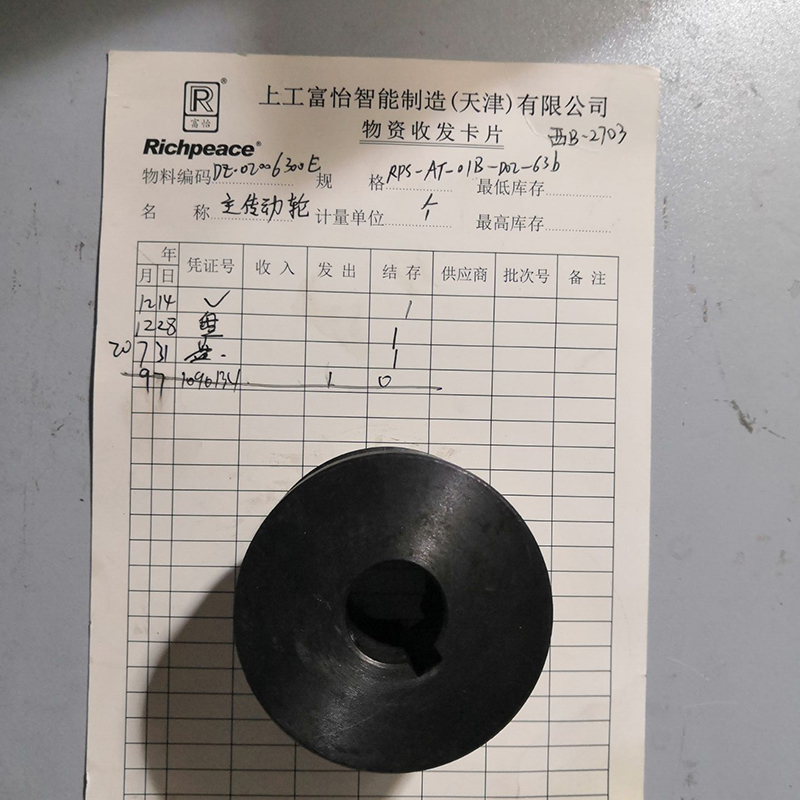 R®
富怡
Richpeace®
上工富怡智能制造(天津)有限公司
物资收发卡片 西B-2703
物料编码 DZ-02006300E 规格 RPS-AT-01B-D02-63b 最低库存
名称 主传动轮 计量单位 个 最高库存
年 月 日 凭证号 收入 发出 结存 供应商 批次号 备注
12 14 ✓ 1
12 28 1
20 7 31 盘. 1
9 7 1090134 1 0